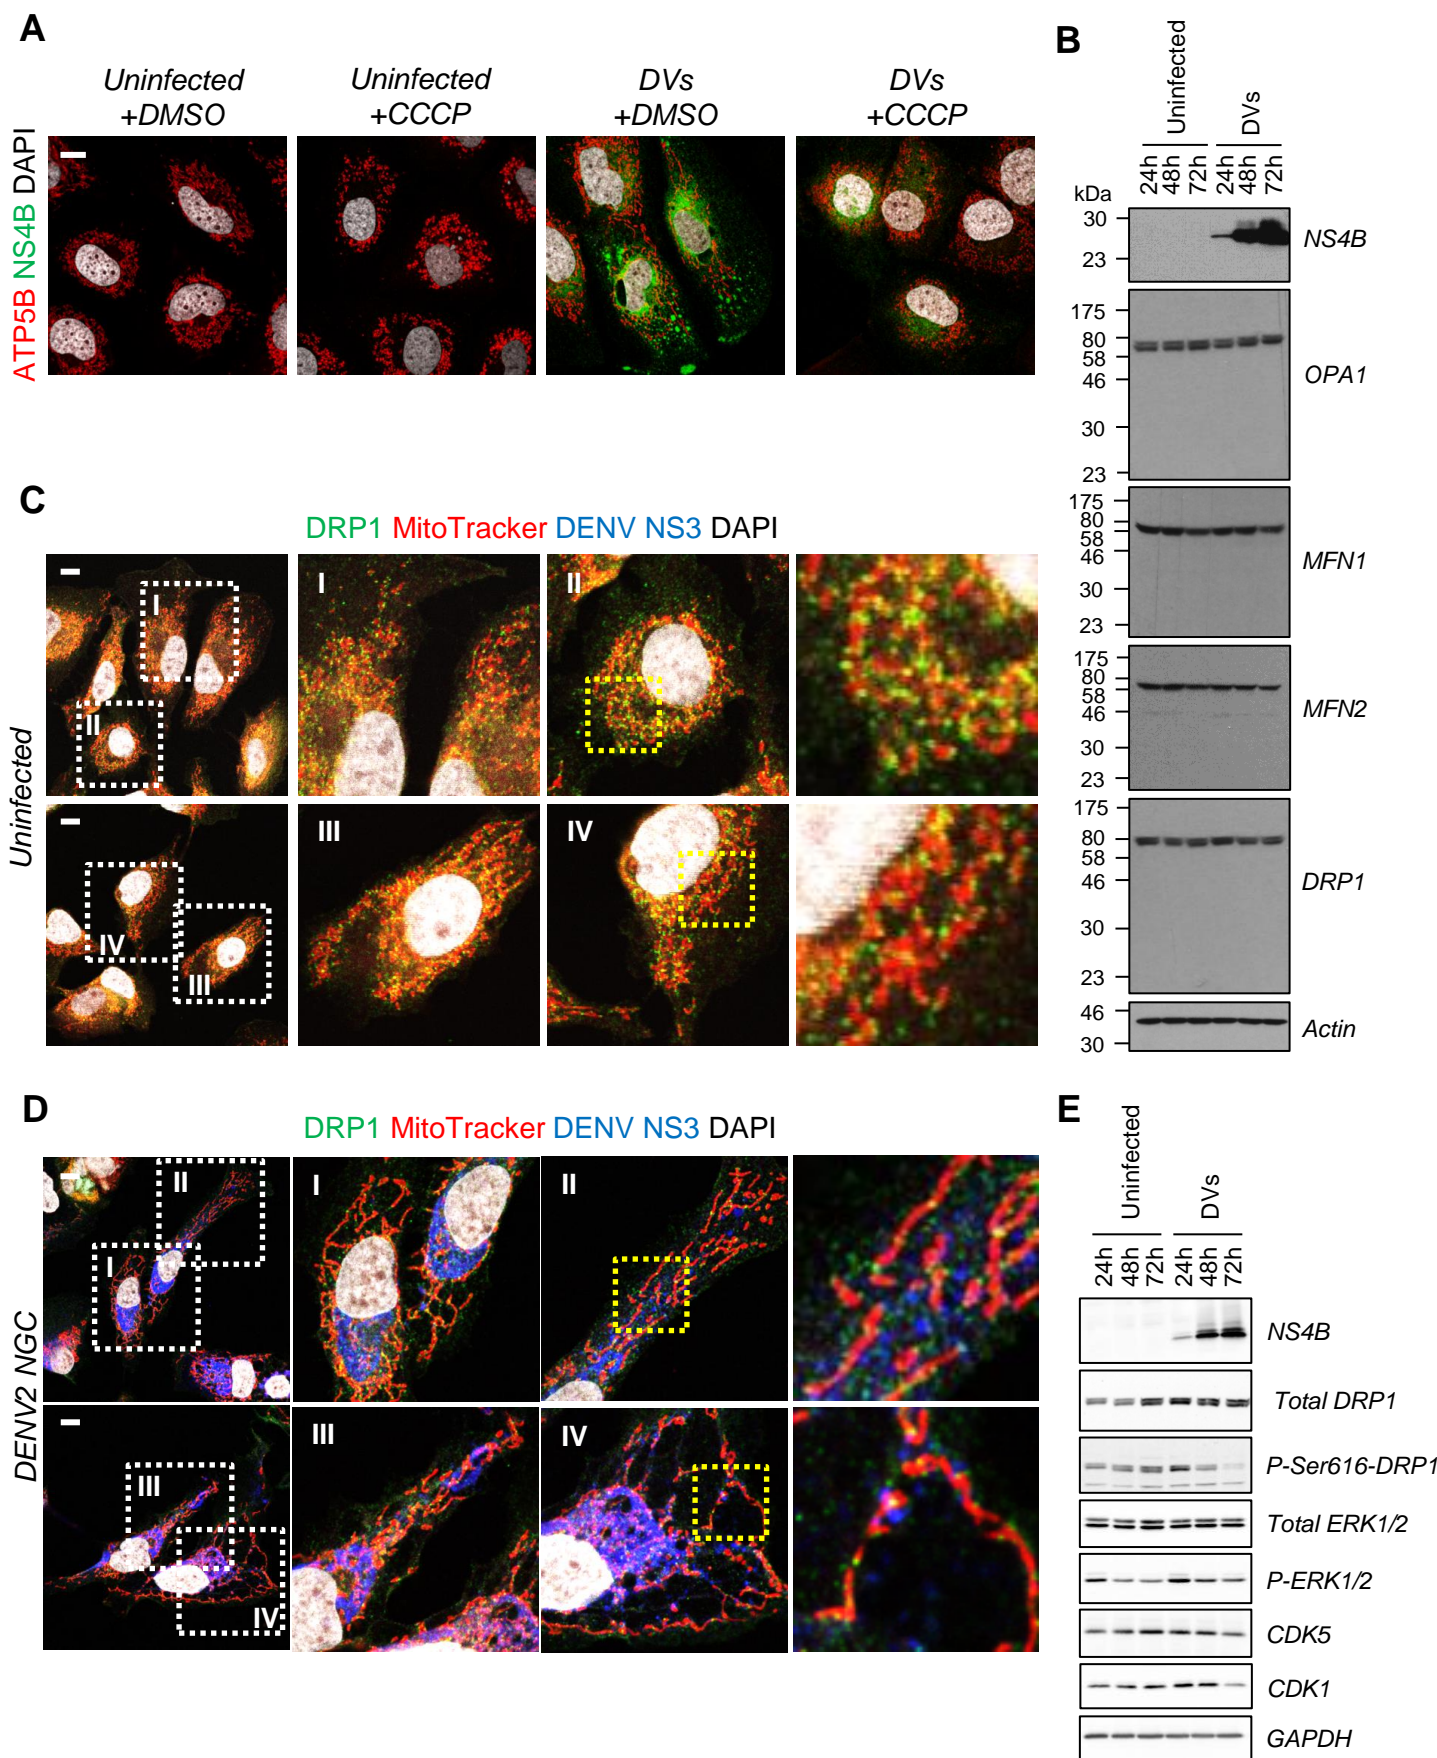 A
Uninfected +DMSO
Uninfected +CCCP
DVs +DMSO
DVs +CCCP
ATP5B NS4B DAPI
B
Uninfected
DVs
24h 48h 72h 24h 48h 72h
kDa
30
23
NS4B
175
80
58
46
30
23
OPA1
175
80
58
46
30
23
MFN1
175
80
58
46
30
23
MFN2
175
80
58
46
30
23
DRP1
46
30
Actin
C
DRP1 MitoTracker DENV NS3 DAPI
Uninfected
I
II
I
II
IV
III
III
IV
D
DRP1 MitoTracker DENV NS3 DAPI
DENV2 NGC
II
I
I
II
III
IV
III
IV
E
Uninfected
DVs
24h 48h 72h 24h 48h 72h
NS4B
Total DRP1
P-Ser616-DRP1
Total ERK1/2
P-ERK1/2
CDK5
CDK1
GAPDH